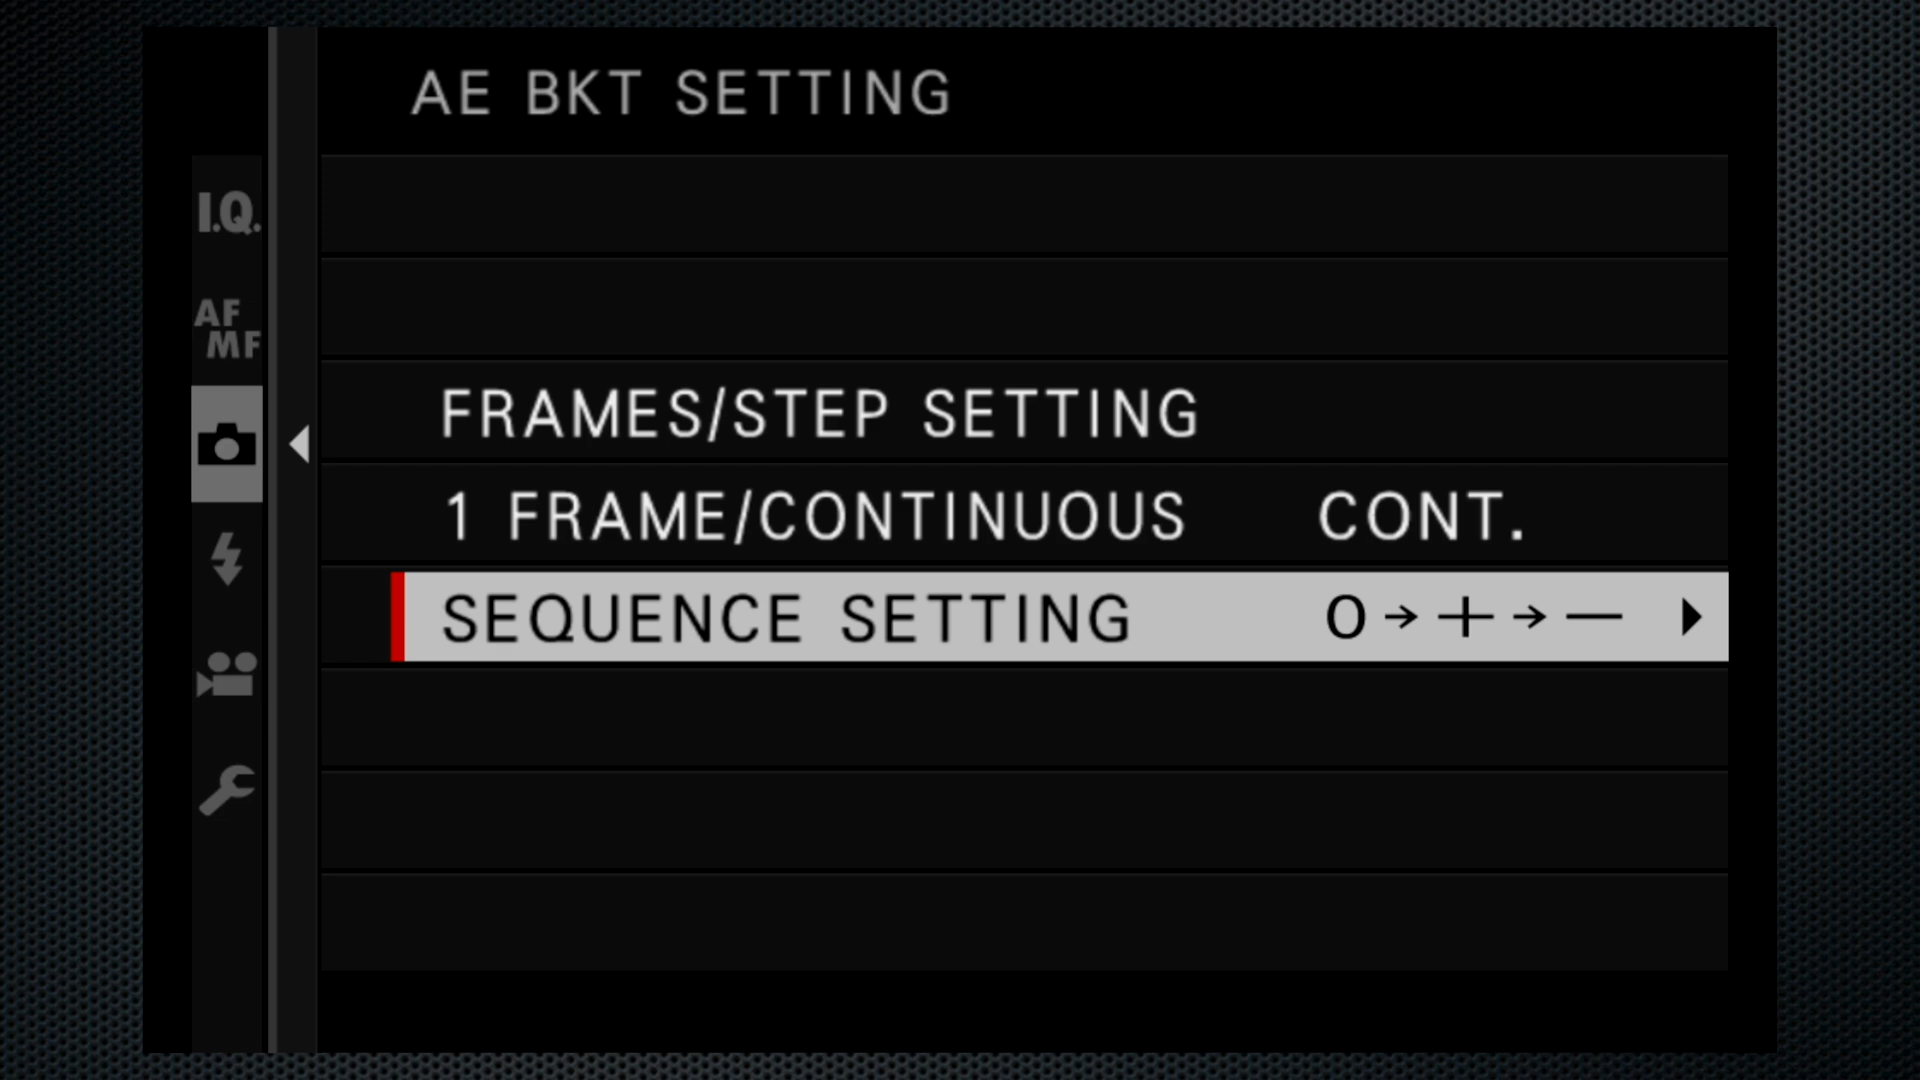 AE BKT SETTING
I.Q.
AF
MF
FRAMES/STEP SETTING
1 FRAME/CONTINUOUS CONT.
SEQUENCE SETTING 0→+→−